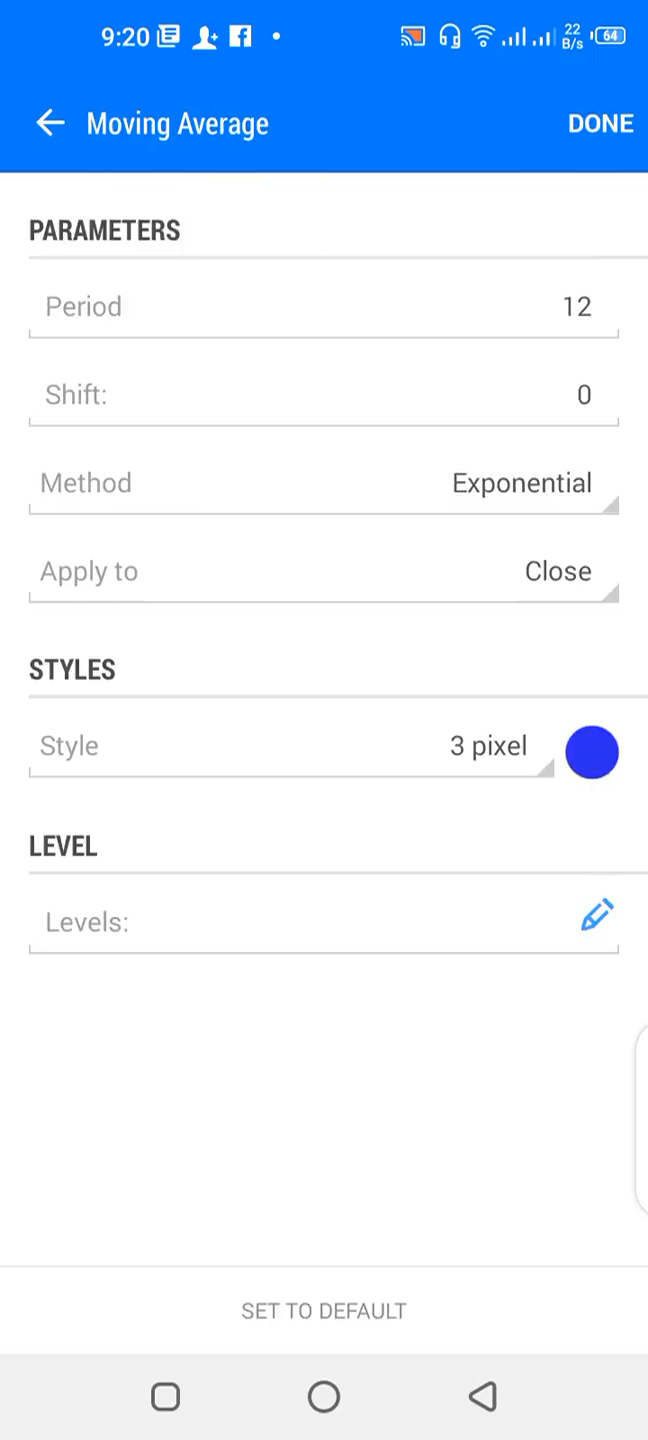 9:20 22 B/s 64
Moving Average DONE
PARAMETERS
Period 12
Shift: 0
Method Exponential
Apply to Close
STYLES
Style 3 pixel
LEVEL
Levels:
SET TO DEFAULT